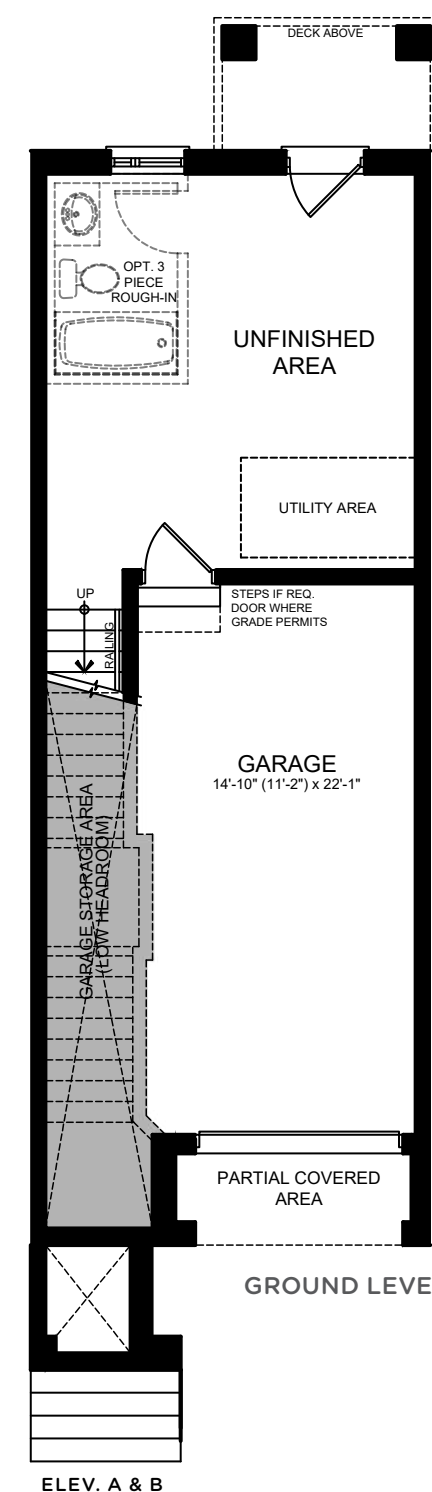 DECK ABOVE
OPT. 3
PIECE
ROUGH-IN
UNFINISHED
AREA
UTILITY AREA
UP
RAILING
STEPS IF REQ.
DOOR WHERE
GRADE PERMITS
GARAGE
14'-10" (11'-2") x 22'-1"
GARAGE STORAGE AREA
(LOW HEADROOM)
PARTIAL COVERED
AREA
GROUND LEVE
ELEV. A & B